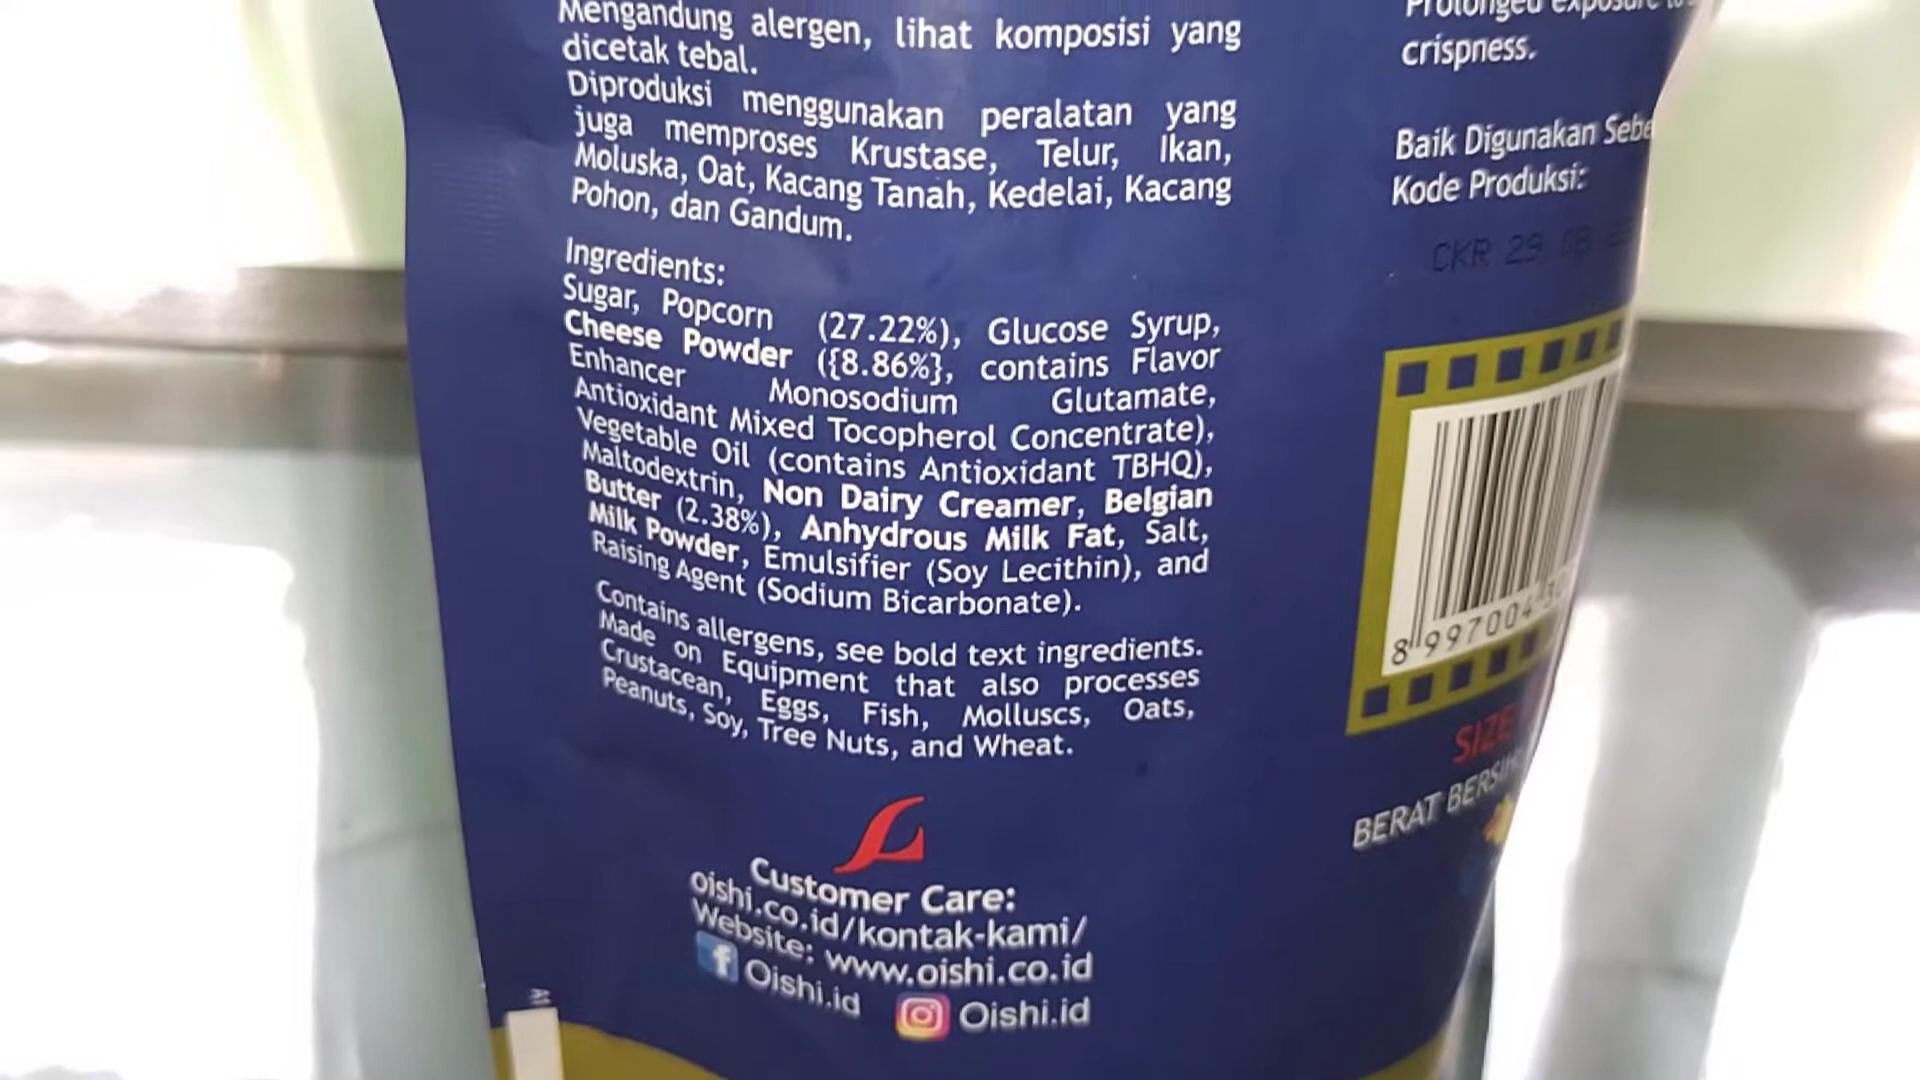 Mengandung alergen, lihat komposisi yang
dicetak tebal.
Diproduksi menggunakan peralatan yang
juga memproses Krustase, Telur, Ikan,
Moluska, Oat, Kacang Tanah, Kedelai, Kacang
Pohon, dan Gandum.
Ingredients:
Sugar, Popcorn (27.22%), Glucose Syrup,
Cheese Powder ({8.86%}, contains Flavor
Enhancer Monosodium Glutamate,
Antioxidant Mixed Tocopherol Concentrate),
Vegetable Oil (contains Antioxidant TBHQ),
Maltodextrin, Non Dairy Creamer, Belgian
Butter (2.38%), Anhydrous Milk Fat, Salt,
Milk Powder, Emulsifier (Soy Lecithin), and
Raising Agent (Sodium Bicarbonate).
Contains allergens, see bold text ingredients.
Made on Equipment that also processes
Crustacean, Eggs, Fish, Molluscs, Oats,
Peanuts, Soy, Tree Nuts, and Wheat.
Customer Care:
oishi.co.id/kontak-kami/
Website: www.oishi.co.id
Oishi.id Oishi.id
Prolonged exposure
crispness.
Baik Digunakan
Kode Produksi:
CKR 29
8 997004
SIZE
BERAT